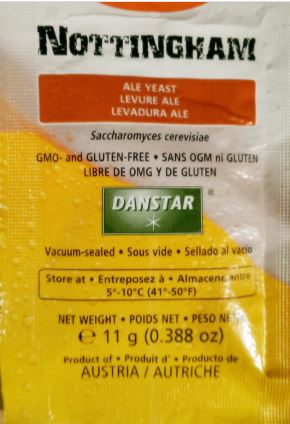 NOTTINGHAM
ALE YEAST
LEVURE ALE
LEVADURA ALE
Saccharomyces cerevisiae
GMO- and GLUTEN-FREE • SANS OGM ni GLUTEN
LIBRE DE OMG Y DE GLUTEN
DANSTAR ®
Vacuum-sealed • Sous vide • Sellado al vacio
Store at • Entreposez à • Almacene entre
5°-10°C (41°-50°F)
NET WEIGHT • POIDS NET • PESO NETO
℮ 11 g (0.388 oz)
Product of • Produit d' • Producto de
AUSTRIA / AUTRICHE